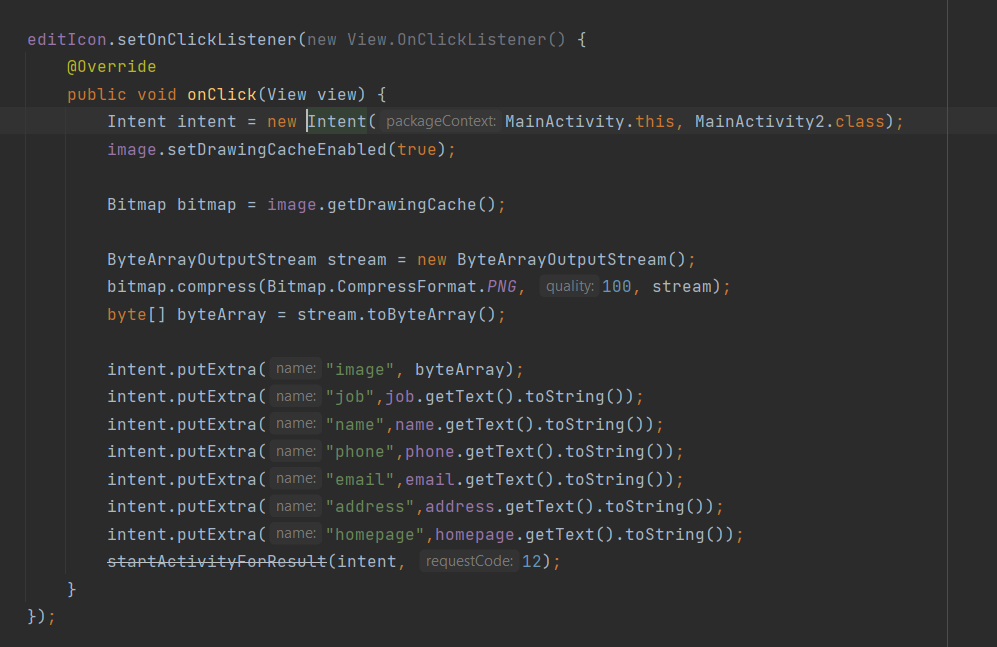 editIcon.setOnClickListener(new View.OnClickListener() {
@Override
public void onClick(View view) {
Intent intent = new Intent( packageContext: MainActivity.this, MainActivity2.class);
image.setDrawingCacheEnabled(true);
Bitmap bitmap = image.getDrawingCache();
ByteArrayOutputStream stream = new ByteArrayOutputStream();
bitmap.compress(Bitmap.CompressFormat.PNG, quality: 100, stream);
byte[] byteArray = stream.toByteArray();
intent.putExtra( name: "image", byteArray);
intent.putExtra( name: "job",job.getText().toString());
intent.putExtra( name: "name",name.getText().toString());
intent.putExtra( name: "phone",phone.getText().toString());
intent.putExtra( name: "email",email.getText().toString());
intent.putExtra( name: "address",address.getText().toString());
intent.putExtra( name: "homepage",homepage.getText().toString());
startActivityForResult(intent, requestCode: 12);
}
});